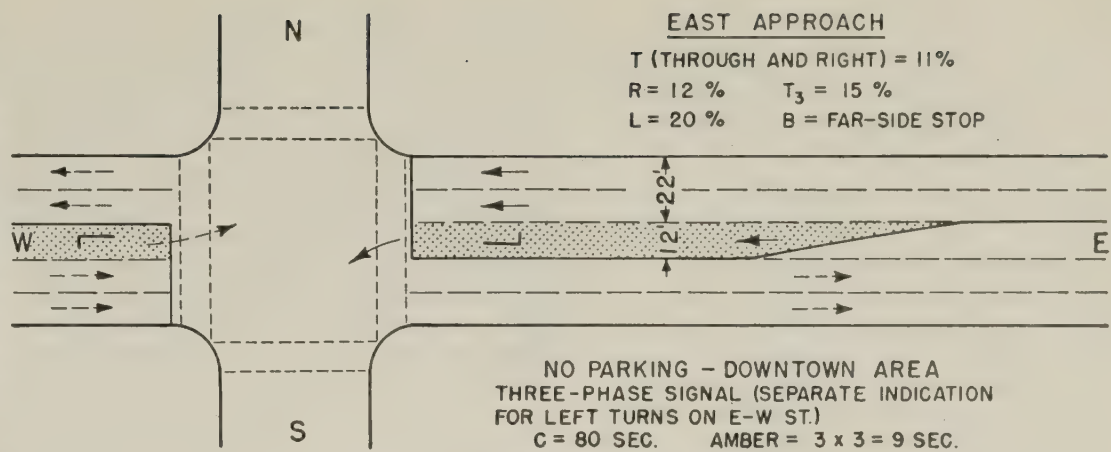 EAST APPROACH
T (THROUGH AND RIGHT) = 11%
R = 12 % T₃ = 15 %
L = 20 % B = FAR-SIDE STOP
N
22'
12'
W
L
L
E
S
NO PARKING - DOWNTOWN AREA
THREE-PHASE SIGNAL (SEPARATE INDICATION
FOR LEFT TURNS ON E-W ST.)
C = 80 SEC. AMBER = 3 x 3 = 9 SEC.